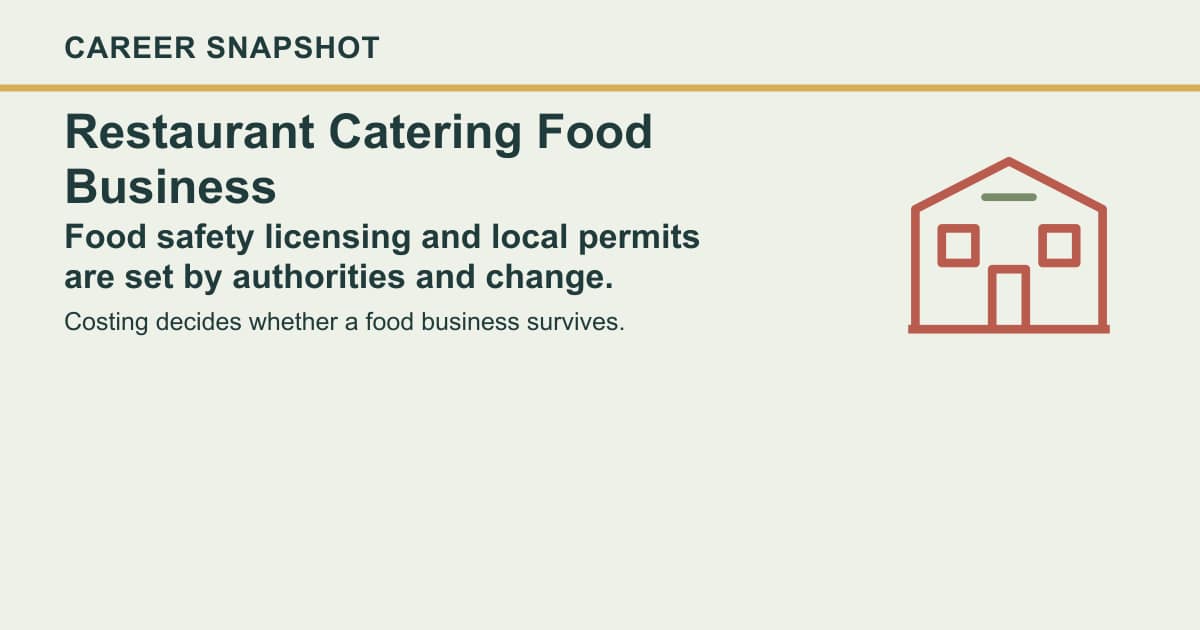 CAREER SNAPSHOT
Restaurant Catering Food
Business
Food safety licensing and local permits
are set by authorities and change.
Costing decides whether a food business survives.